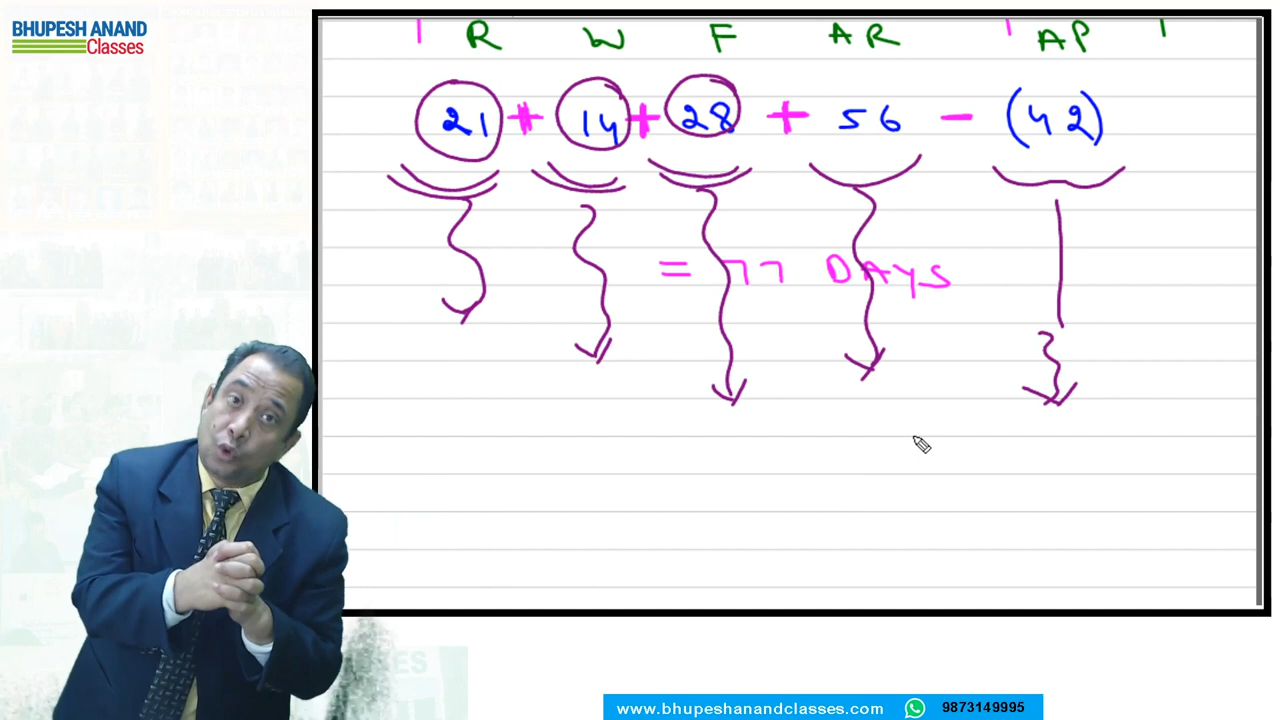 BHUPESH ANAND
Classes
R W F AR AP
21 + 14 + 28 + 56 - (42)
= 77 DAYS
www.bhupeshanandclasses.com 9873149995